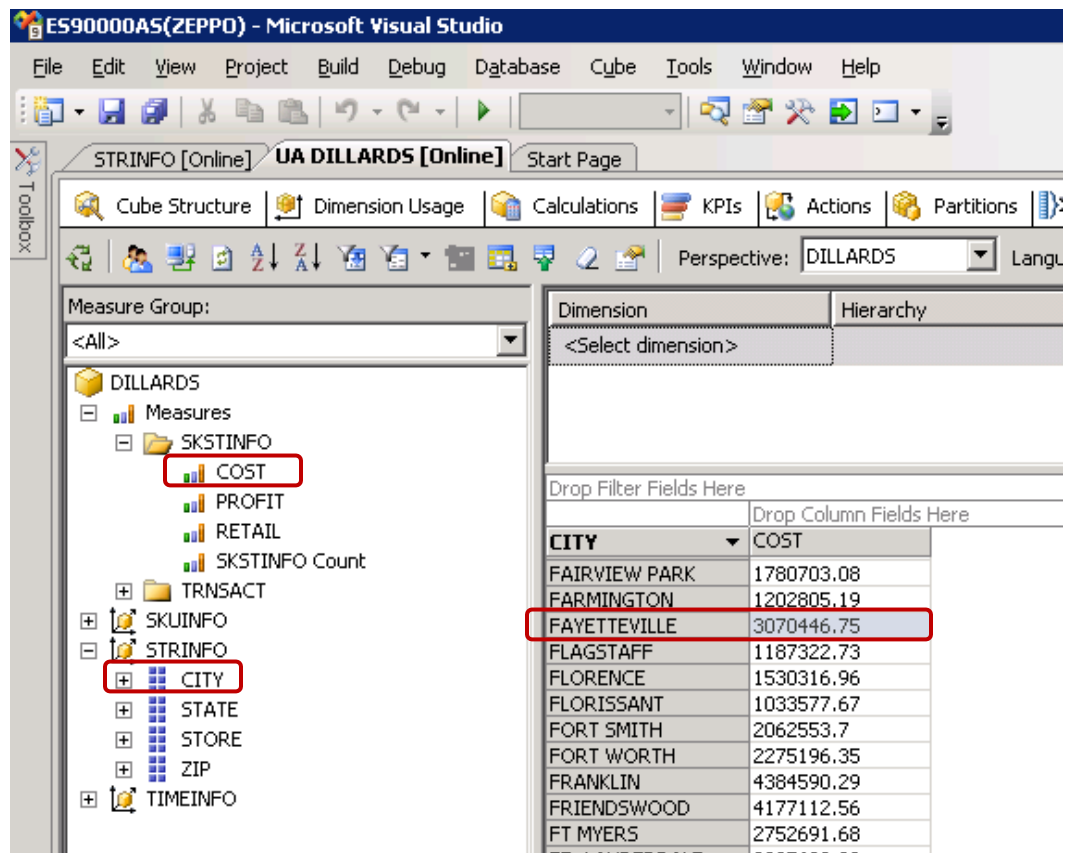 ES90000AS(ZEPPO) - Microsoft Visual Studio
File Edit View Project Build Debug Database Cube Tools Window Help
STRINFO [Online] UA DILLARDS [Online] Start Page
Toolbox
Cube Structure Dimension Usage Calculations KPIs Actions Partitions
Perspective: DILLARDS Langu
Measure Group:
<All>
DILLARDS
Measures
SKSTINFO
COST
PROFIT
RETAIL
SKSTINFO Count
TRNSACT
SKUINFO
STRINFO
CITY
STATE
STORE
ZIP
TIMEINFO
Dimension Hierarchy
<Select dimension>
Drop Filter Fields Here
Drop Column Fields Here
CITY COST
FAIRVIEW PARK 1780703.08
FARMINGTON 1202805.19
FAYETTEVILLE 3070446.75
FLAGSTAFF 1187322.73
FLORENCE 1530316.96
FLORISSANT 1033577.67
FORT SMITH 2062553.7
FORT WORTH 2275196.35
FRANKLIN 4384590.29
FRIENDSWOOD 4177112.56
FT MYERS 2752691.68